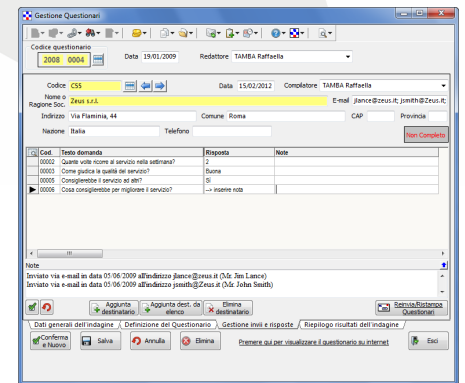 Gestione Questionari
Codice questionario
2008 0004
Data 19/01/2009
Redattore TAMBA Raffaella
Codice CSS
Data 15/02/2012
Compilatore TAMBA Raffaella
Nome o
Ragione Soc. Zeus s.r.l.
E-mail jlance@zeus.it; jsmith@Zeus.it;
Indirizzo Via Flaminia, 44
Comune Roma
CAP
Provincia
Nazione Italia
Telefono
Non Completo
Cod. Testo domanda Risposta Note
00002 Quante volte ricorre al servizio nella settimana? 2
00003 Come giudica la qualità del servizio? Buona
00005 Consiglierebbe il servizio ad altri? Sì
00006 Cosa consiglierebbe per migliorare il servizio? --> inserire nota
Note
Inviato via e-mail in data 05/06/2009 all'indirizzo jlance@zeus.it (Mr. Jim Lance)
Inviato via e-mail in data 05/06/2009 all'indirizzo jsmith@Zeus.it (Mr. John Smith)
Aggiunta
destinatario
Aggiunta dest. da
elenco
Elimina
destinatario
Reinvia/Ristampa
Questionari
Dati generali dell'indagine / Definizione del Questionario / Gestione invii e risposte / Riepilogo risultati dell'indagine
Conferma
e Nuovo
Salva
Annulla
Elimina
Premere qui per visualizzare il questionario su internet
Esci